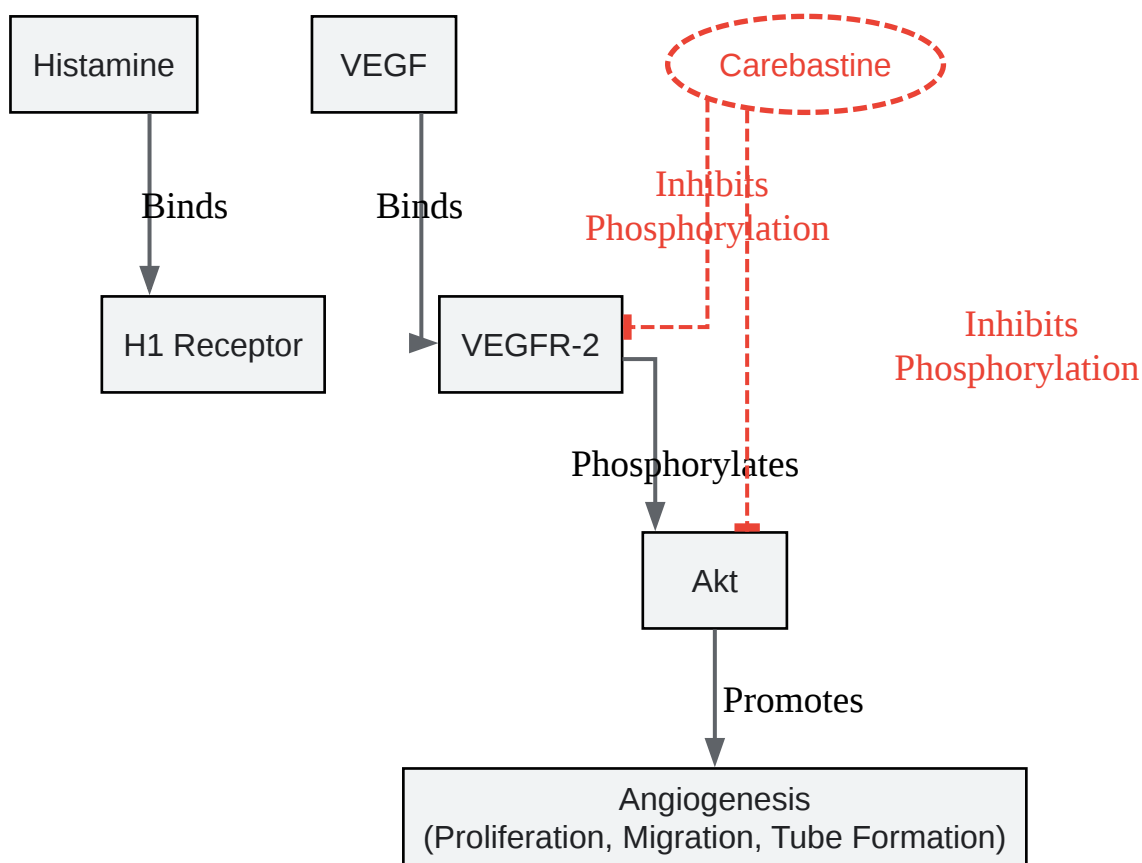 Histamine
VEGF
Carebastine
Binds
Binds
Inhibits
Phosphorylation
H1 Receptor
VEGFR-2
Inhibits
Phosphorylation
Phosphorylates
Akt
Promotes
Angiogenesis
(Proliferation, Migration, Tube Formation)